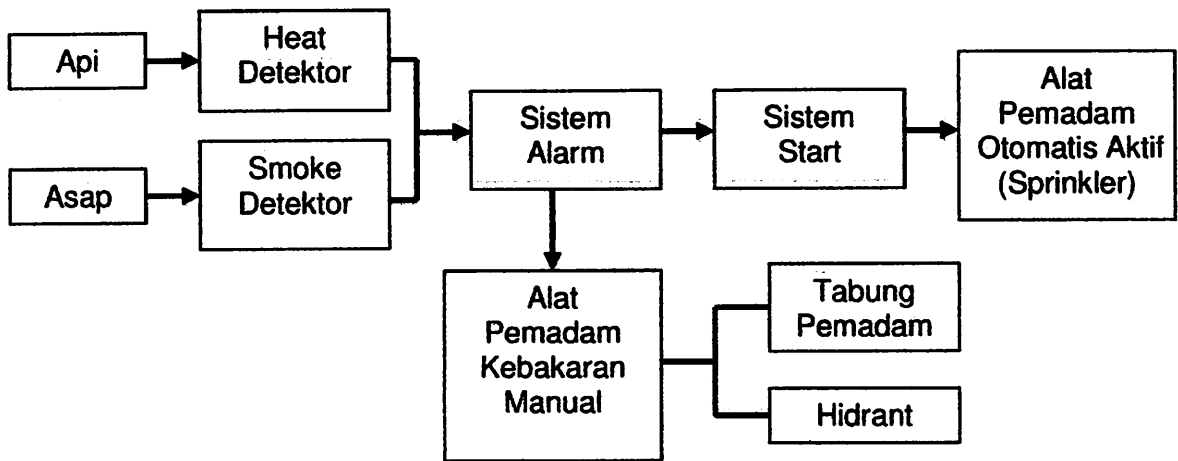 Api
Heat
Detektor
Asap
Smoke
Detektor
Sistem
Alarm
Sistem
Start
Alat
Pemadam
Otomatis Aktif
(Sprinkler)
Alat
Pemadam
Kebakaran
Manual
Tabung
Pemadam
Hidrant